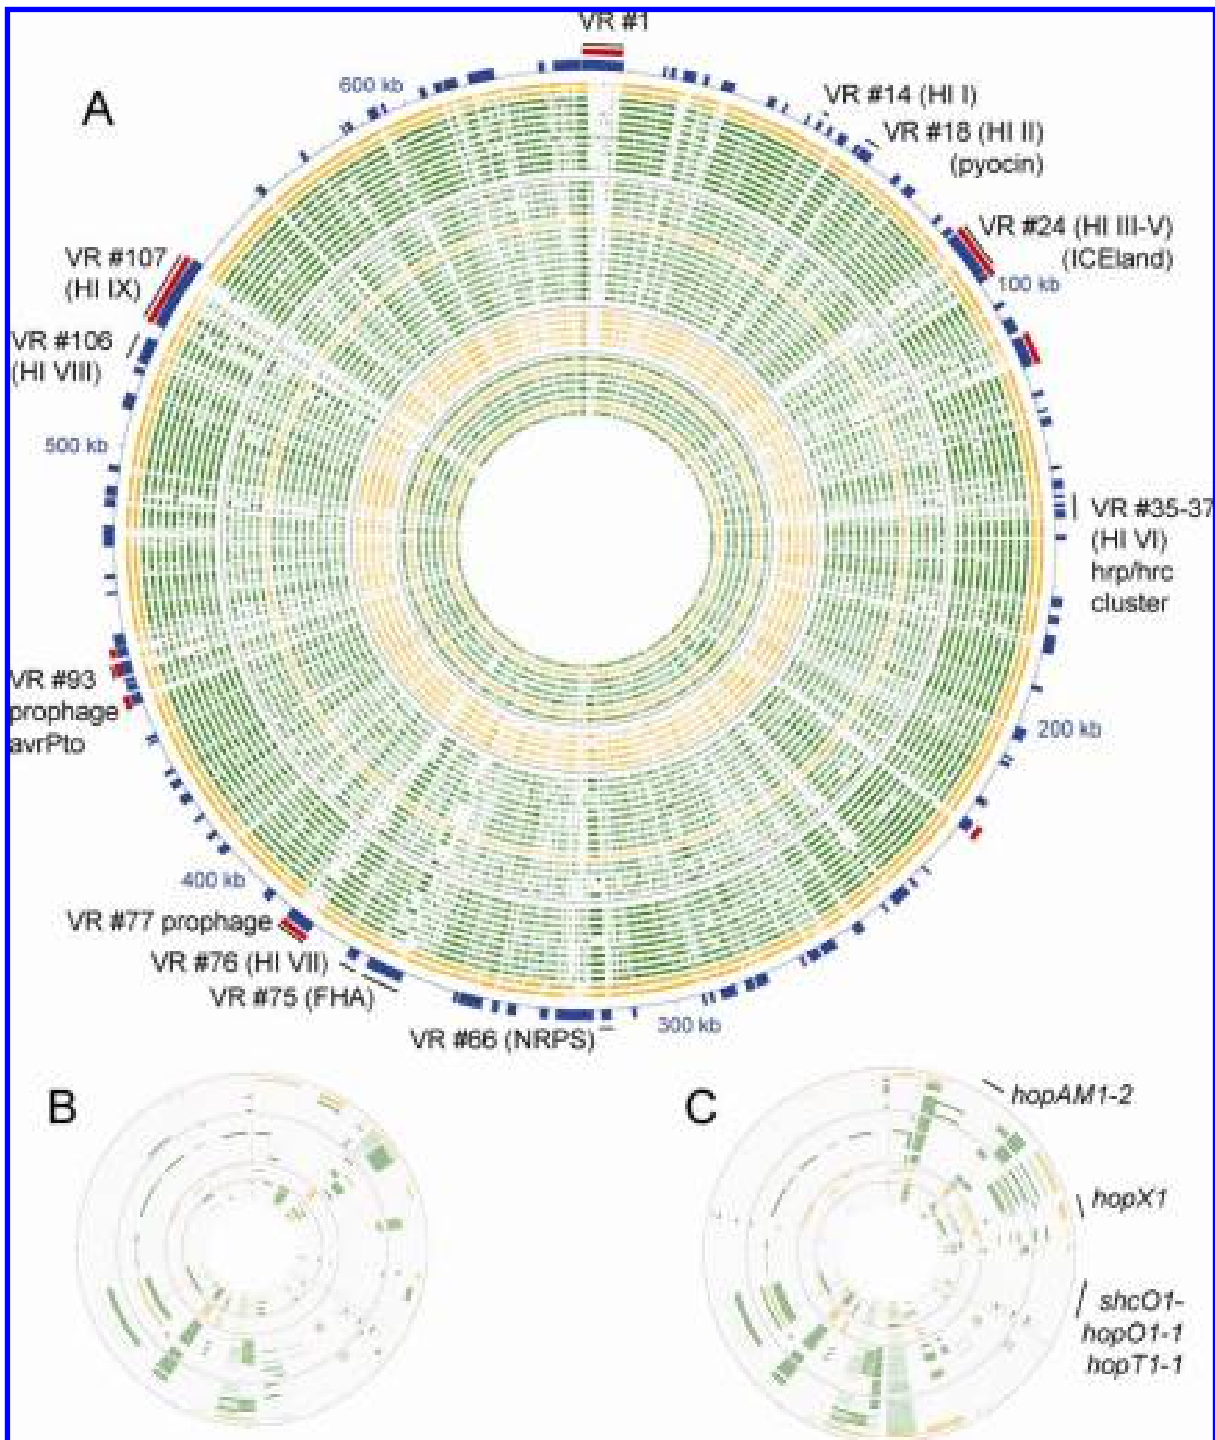 VR #1
600 kb
A
VR #14 (HI I)
VR #18 (HI II)
(pyocin)
VR #24 (HI III-V)
(ICEland)
100 kb
VR #107
(HI IX)
VR #106
(HI VIII)
500 kb
VR #35-37
(HI VI)
hrp/hrc
cluster
VR #93
prophage
avrPto
200 kb
400 kb
VR #77 prophage
VR #76 (HI VII)
VR #75 (FHA)
VR #66 (NRPS)
300 kb
B
C
hopAM1-2
hopX1
shcO1-
hopO1-1
hopT1-1